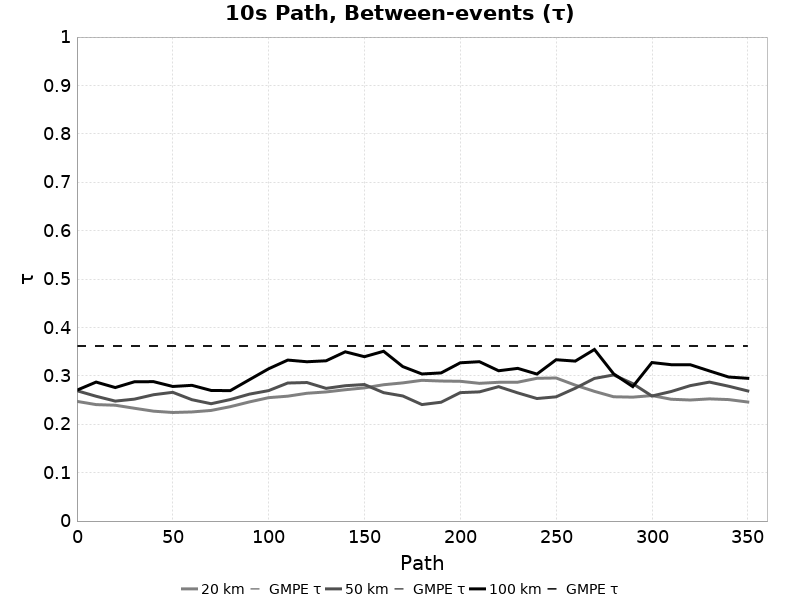 10s Path, Between-events (τ)
1
0.9
0.8
0.7
0.6
0.5
0.4
0.3
0.2
0.1
0
τ
0 50 100 150 200 250 300 350
Path
20 km GMPE τ 50 km GMPE τ 100 km GMPE τ